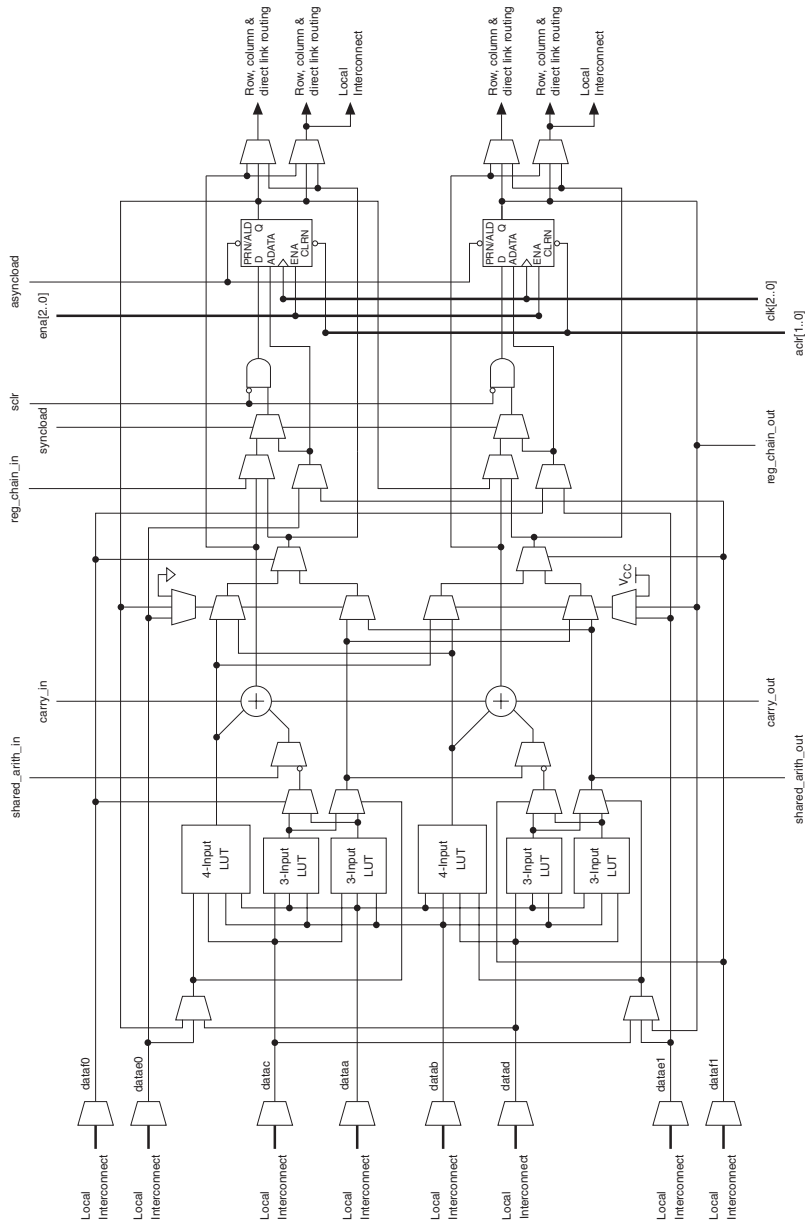 Row, column &
direct link routing
Row, column &
direct link routing
Local
Interconnect
Row, column &
direct link routing
Row, column &
direct link routing
Local
Interconnect
asyncload
ena[2..0]
sclr
syncload
reg_chain_in
carry_in
shared_arith_in
PRN/ALD
D
Q
ADATA
ENA
CLRN
PRN/ALD
D
Q
ADATA
ENA
CLRN
clk[2..0]
aclr[1..0]
reg_chain_out
VCC
+
+
carry_out
shared_arith_out
4-Input
LUT
3-Input
LUT
3-Input
LUT
4-Input
LUT
3-Input
LUT
3-Input
LUT
dataf0
datae0
datac
dataa
datab
datad
datae1
dataf1
Local
Interconnect
Local
Interconnect
Local
Interconnect
Local
Interconnect
Local
Interconnect
Local
Interconnect
Local
Interconnect
Local
Interconnect